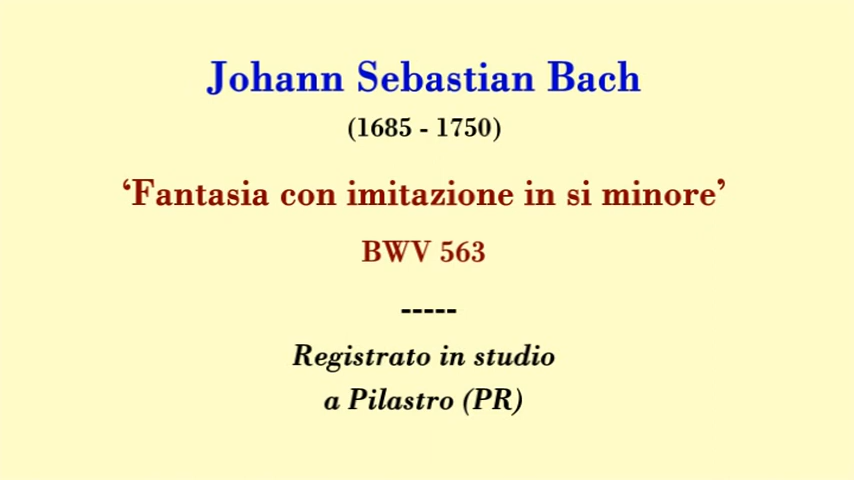 Johann Sebastian Bach
(1685 - 1750)
‘Fantasia con imitazione in si minore’
BWV 563
-----
Registrato in studio
a Pilastro (PR)